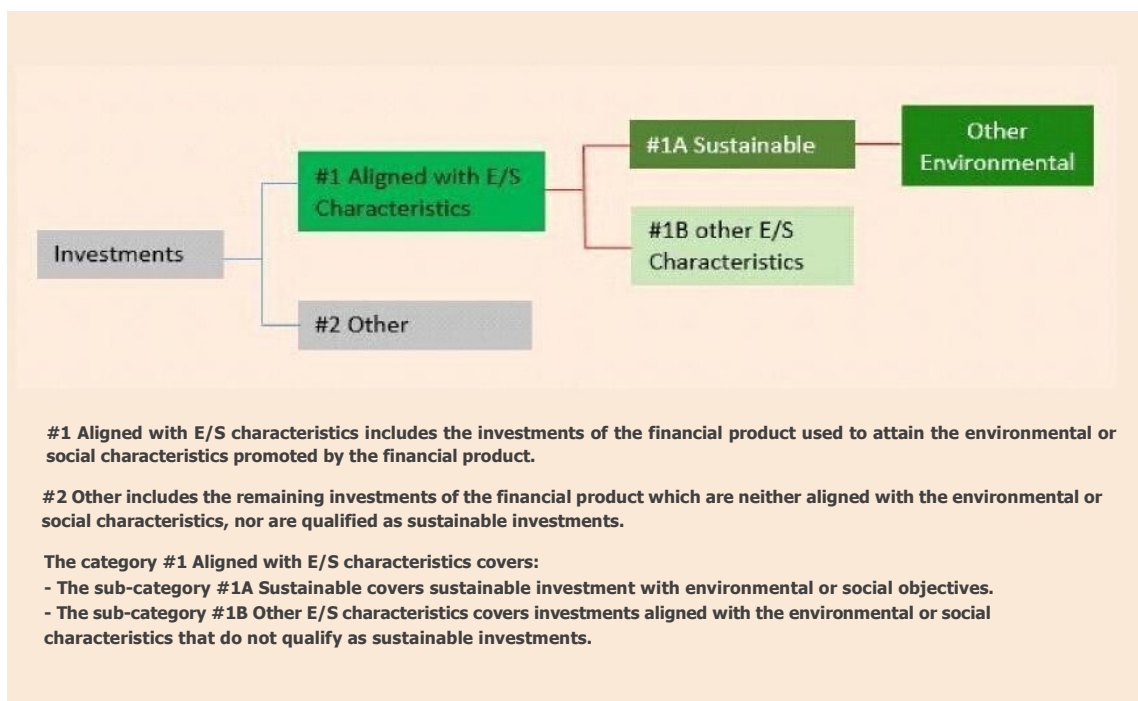 Investments
#1 Aligned with E/S
Characteristics
#2 Other
#1A Sustainable
#1B other E/S
Characteristics
Other
Environmental
#1 Aligned with E/S characteristics includes the investments of the financial product used to attain the environmental or
social characteristics promoted by the financial product.
#2 Other includes the remaining investments of the financial product which are neither aligned with the environmental or
social characteristics, nor are qualified as sustainable investments.
The category #1 Aligned with E/S characteristics covers:
- The sub-category #1A Sustainable covers sustainable investment with environmental or social objectives.
- The sub-category #1B Other E/S characteristics covers investments aligned with the environmental or social
characteristics that do not qualify as sustainable investments.